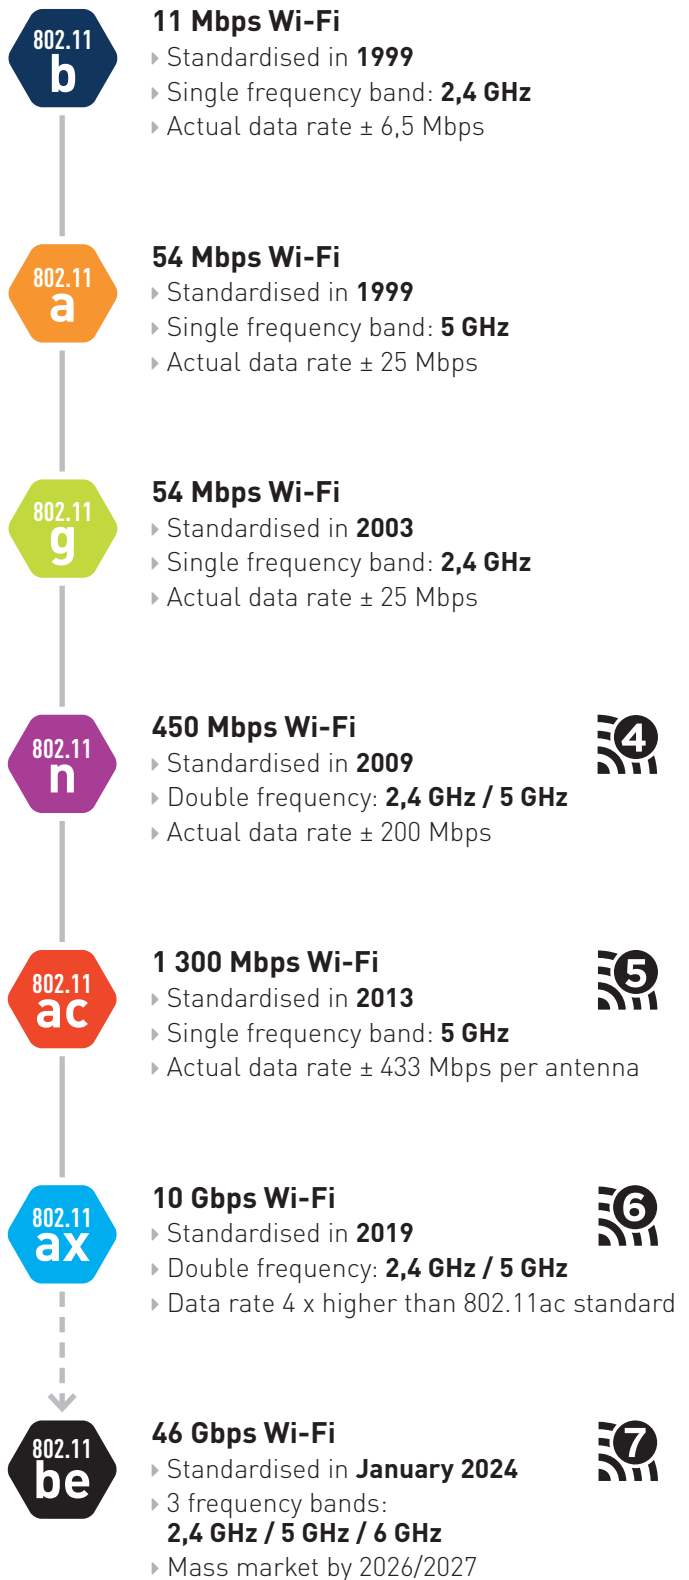 802.11
b
11 Mbps Wi-Fi
Standardised in 1999
Single frequency band: 2,4 GHz
Actual data rate ± 6,5 Mbps
802.11
a
54 Mbps Wi-Fi
Standardised in 1999
Single frequency band: 5 GHz
Actual data rate ± 25 Mbps
802.11
g
54 Mbps Wi-Fi
Standardised in 2003
Single frequency band: 2,4 GHz
Actual data rate ± 25 Mbps
802.11
n
450 Mbps Wi-Fi
Standardised in 2009
Double frequency: 2,4 GHz / 5 GHz
Actual data rate ± 200 Mbps
4
802.11
ac
1 300 Mbps Wi-Fi
Standardised in 2013
Single frequency band: 5 GHz
Actual data rate ± 433 Mbps per antenna
5
802.11
ax
10 Gbps Wi-Fi
Standardised in 2019
Double frequency: 2,4 GHz / 5 GHz
Data rate 4 x higher than 802.11ac standard
6
802.11
be
46 Gbps Wi-Fi
Standardised in January 2024
3 frequency bands:
2,4 GHz / 5 GHz / 6 GHz
Mass market by 2026/2027
7